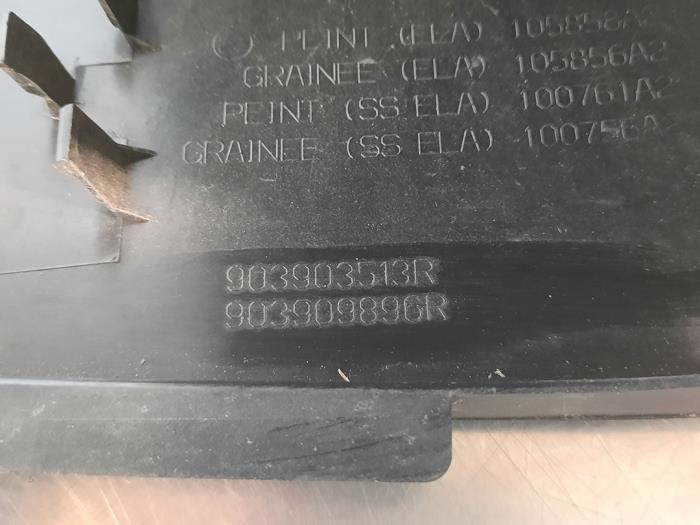 PEINT (ELA) 105858A2
GRAINEE (ELA) 105856A2
PEINT (SS ELA) 100761A2
GRAINEE (SS ELA) 100756A2
903903513R
903909896R